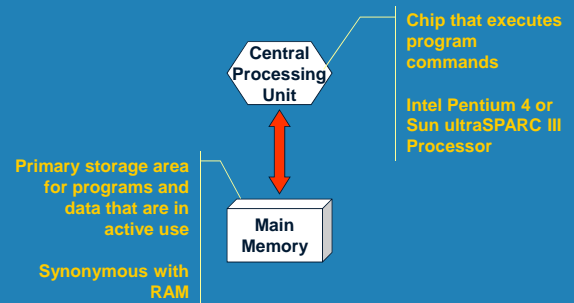 Chip that executes
program
commands
Intel Pentium 4 or
Sun ultraSPARC III
Processor
Central
Processing
Unit
Primary storage area
for programs and
data that are in
active use
Synonymous with
RAM
Main
Memory